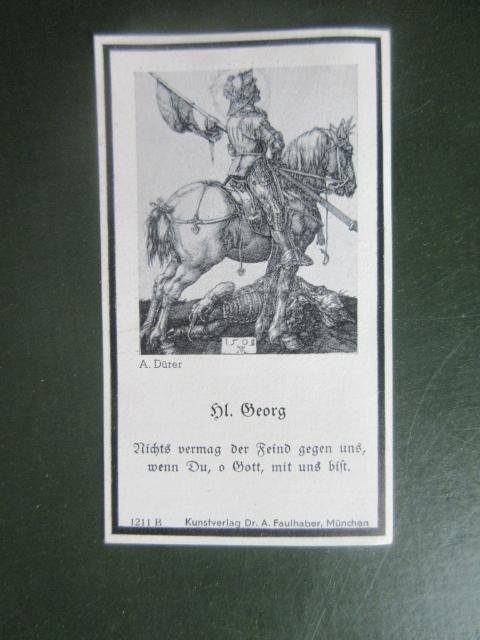 1508
A. Dürer
Hl. Georg
Nichts vermag der Feind gegen uns,
wenn Du, o Gott, mit uns bist.
1211 B Kunstverlag Dr. A. Faulhaber, München